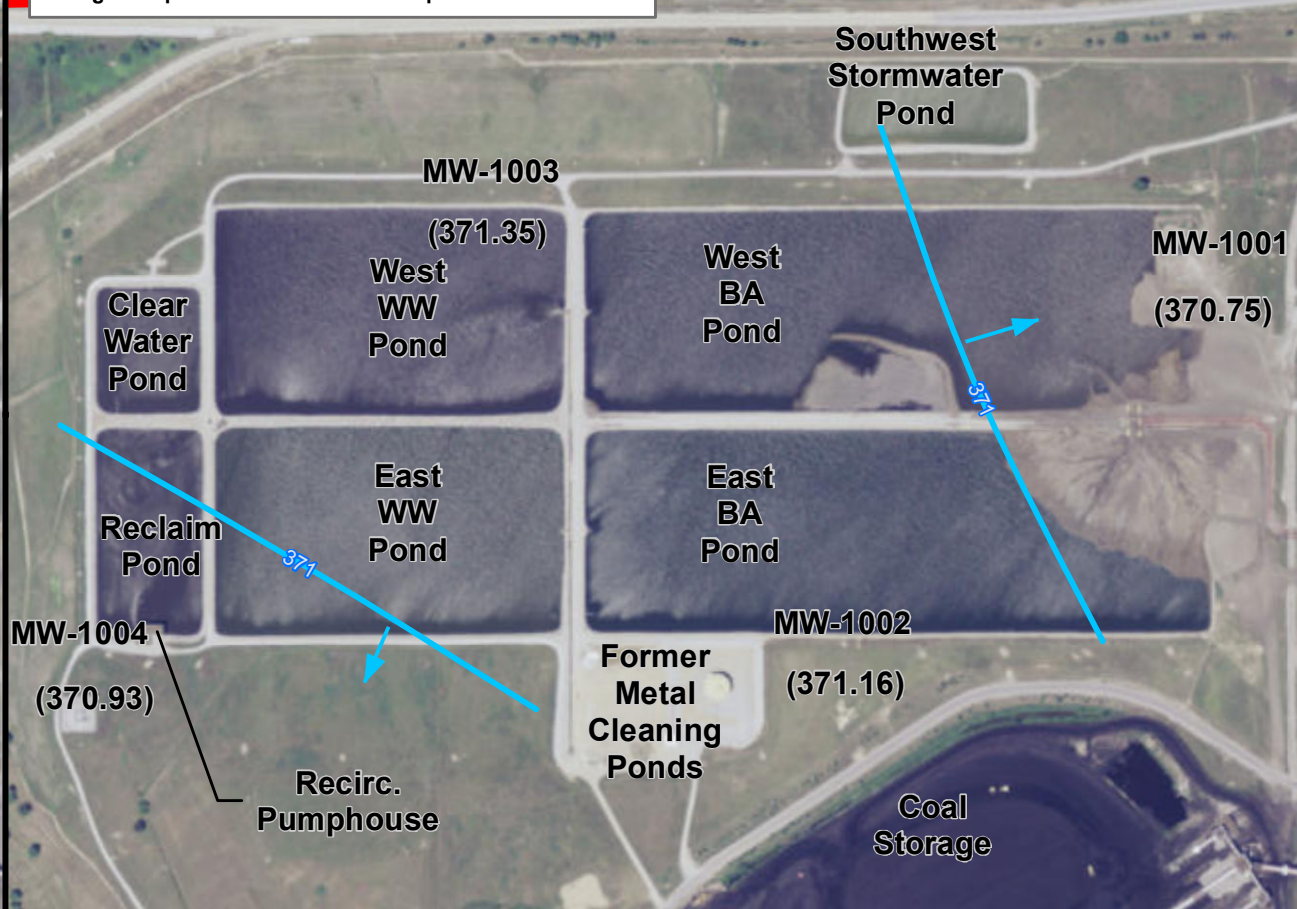 Southwest
Stormwater
Pond
MW-1003
(371.35)
MW-1001
(370.75)
West
WW
Pond
West
BA
Pond
Clear
Water
Pond
371
East
WW
Pond
East
BA
Pond
Reclaim
Pond
371
MW-1004
(370.93)
MW-1002
(371.16)
Former
Metal
Cleaning
Ponds
Recirc.
Pumphouse
Coal
Storage